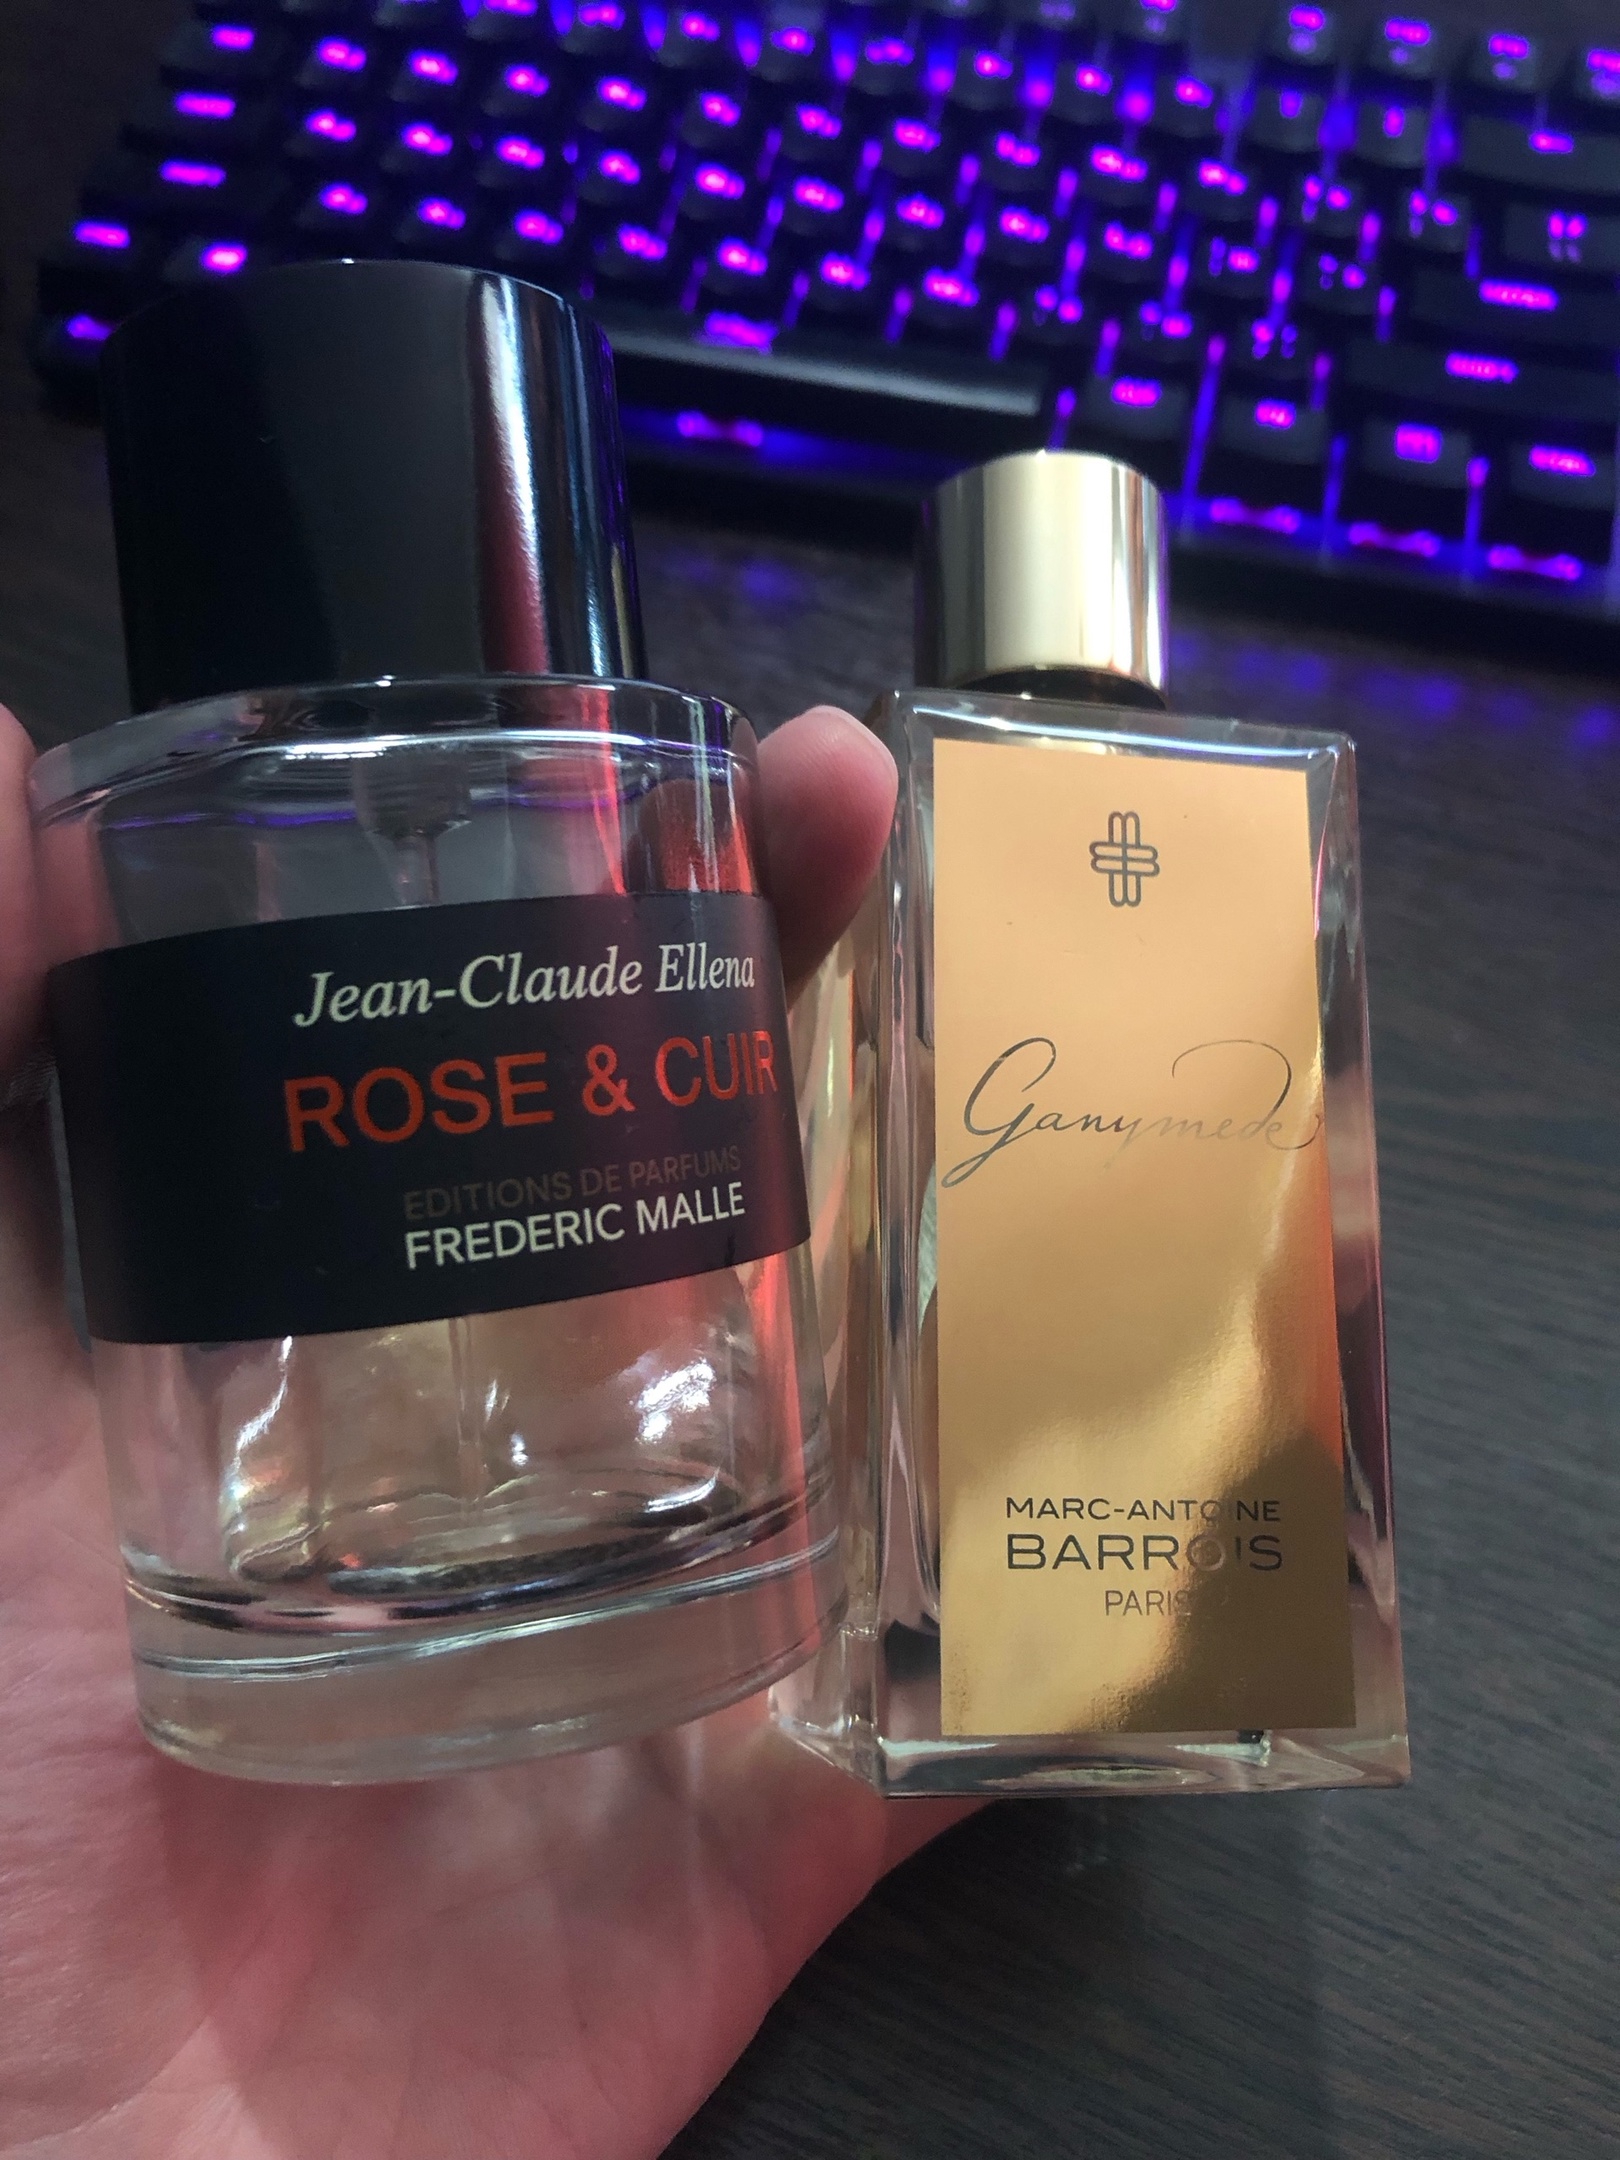 Jean-Claude Ellena
ROSE & CUIR
EDITIONS DE PARFUMS
FREDERIC MALLE
Ganymede
MARC-ANTOINE
BARROIS
PARIS